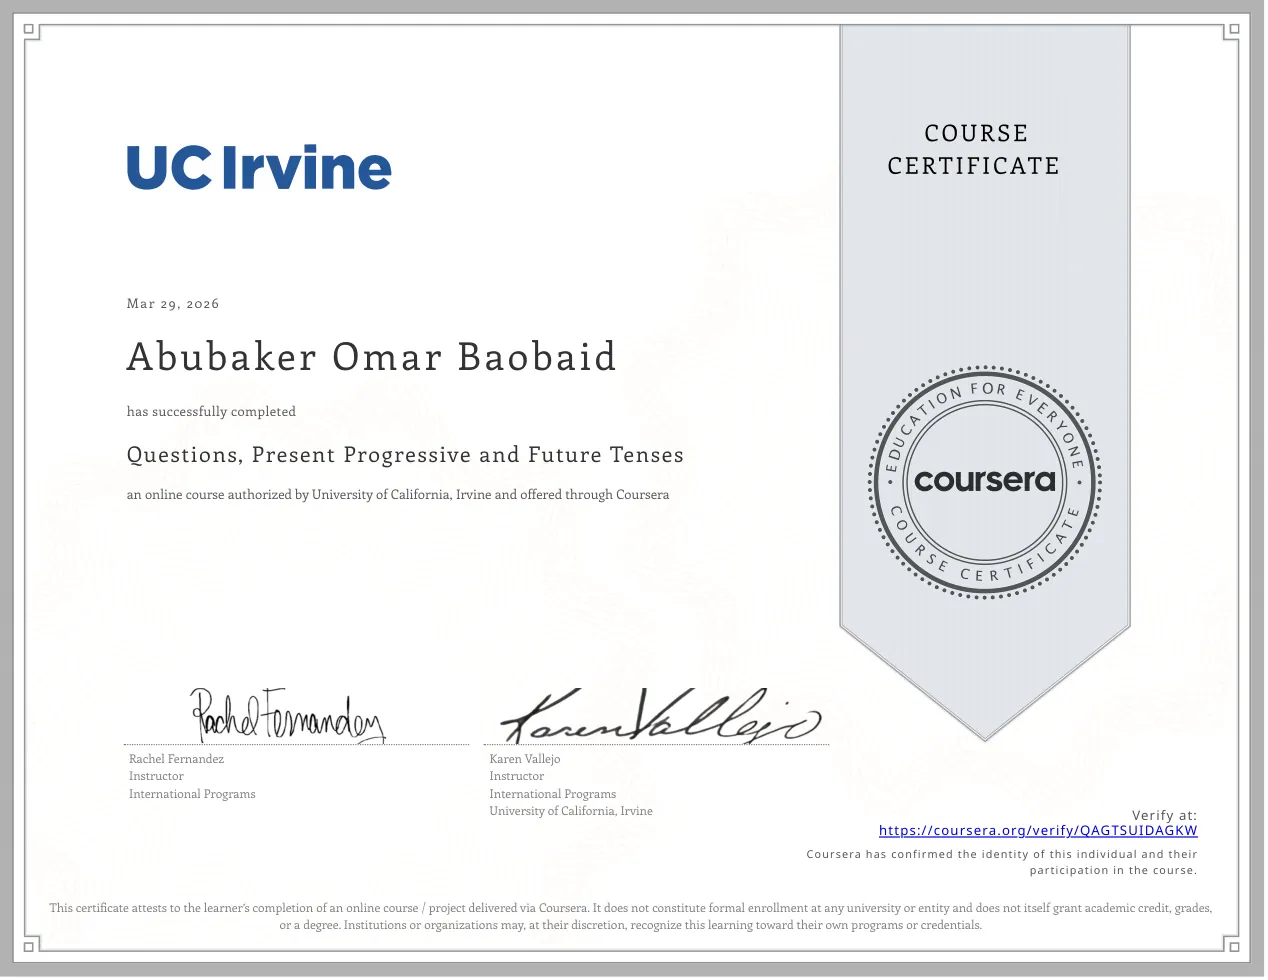 COURSE
CERTIFICATE
UC Irvine
Mar 29, 2026
Abubaker Omar Baobaid
has successfully completed
Questions, Present Progressive and Future Tenses
an online course authorized by University of California, Irvine and offered through Coursera
EDUCATION FOR EVERYONE
coursera
COURSE CERTIFICATE
Rachel Fernandez
Karen Vallejo
Rachel Fernandez
Instructor
International Programs
Karen Vallejo
Instructor
International Programs
University of California, Irvine
Verify at:
https://coursera.org/verify/QAGTSUIDAGKW
Coursera has confirmed the identity of this individual and their
participation in the course.
This certificate attests to the learner's completion of an online course / project delivered via Coursera. It does not constitute formal enrollment at any university or entity and does not itself grant academic credit, grades,
or a degree. Institutions or organizations may, at their discretion, recognize this learning toward their own programs or credentials.